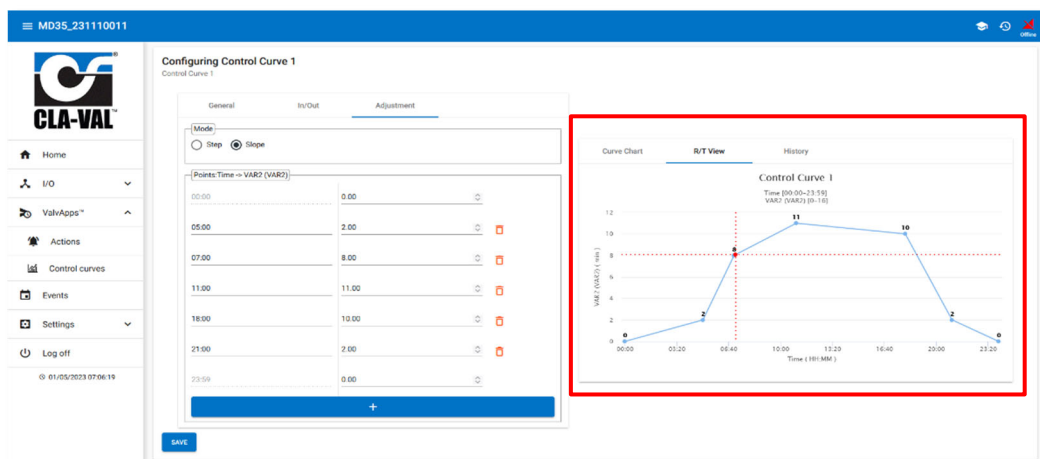 MD35_231110011
Offline
CLA-VAL
Home
I/O
ValvApps™
Actions
Control curves
Events
Settings
Log off
01/05/2023 07:06:19
Configuring Control Curve 1
Control Curve 1
General In/Out Adjustment
Mode
Step Slope
Points:Time -> VAR2 (VAR2)
00:00 0.00
05:00 2.00
07:00 8.00
11:00 11.00
18:00 10.00
21:00 2.00
23:59 0.00
+
SAVE
Curve Chart R/T View History
Control Curve 1
Time [00:00–23:59]
VAR2 (VAR2) [0–16]
VAR2 (VAR2) ( min )
12
10
8
6
4
2
0
0
2
8
11
10
2
0
00:00 03:20 06:40 10:00 13:20 16:40 20:00 23:20
Time ( HH:MM )